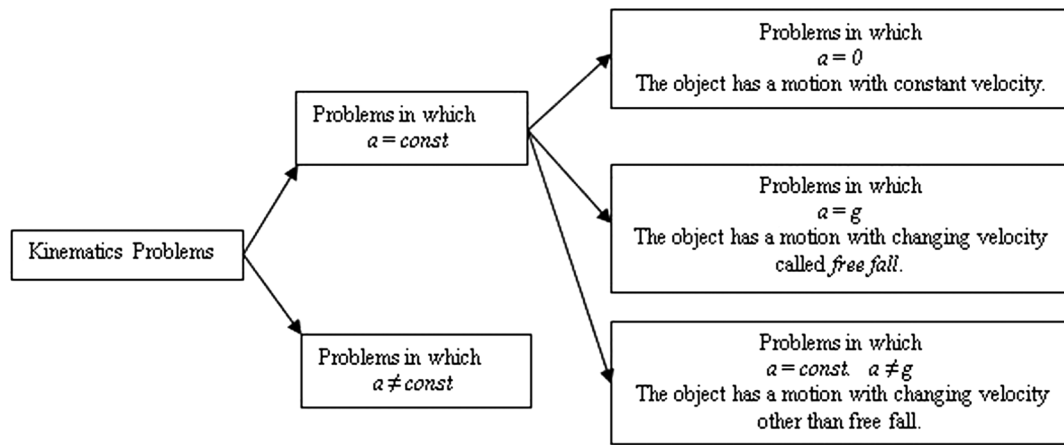 Kinematics Problems
Problems in which
a = const
Problems in which
a ≠ const
Problems in which
a = 0
The object has a motion with constant velocity.
Problems in which
a = g
The object has a motion with changing velocity
called free fall.
Problems in which
a = const. a ≠ g
The object has a motion with changing velocity
other than free fall.